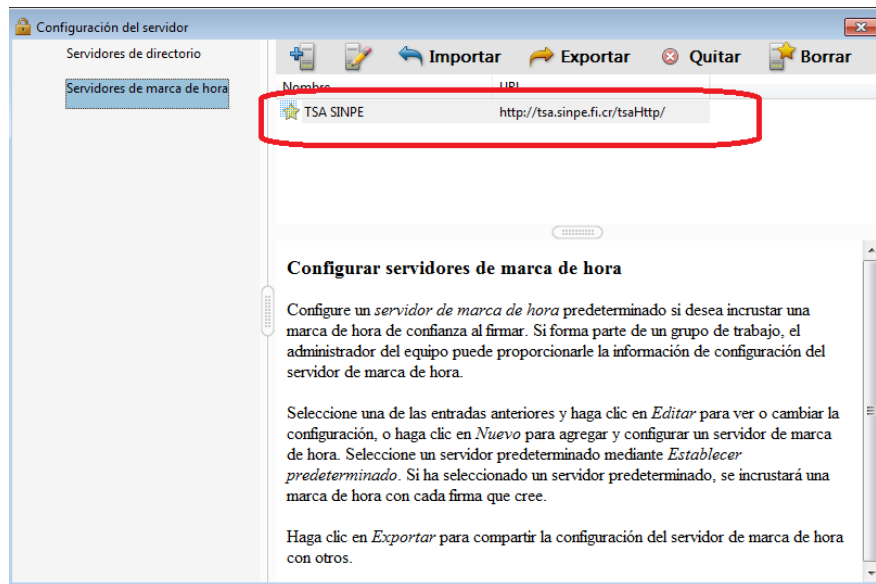 Configuración del servidor
Servidores de directorio
Servidores de marca de hora
Importar Exportar Quitar Borrar
Nombre URL
TSA SINPE http://tsa.sinpe.fi.cr/tsaHttp/
Configurar servidores de marca de hora
Configure un servidor de marca de hora predeterminado si desea incrustar una
marca de hora de confianza al firmar. Si forma parte de un grupo de trabajo, el
administrador del equipo puede proporcionarle la información de configuración del
servidor de marca de hora.
Seleccione una de las entradas anteriores y haga clic en Editar para ver o cambiar la
configuración, o haga clic en Nuevo para agregar y configurar un servidor de marca
de hora. Seleccione un servidor predeterminado mediante Establecer
predeterminado. Si ha seleccionado un servidor predeterminado, se incrustará una
marca de hora con cada firma que cree.
Haga clic en Exportar para compartir la configuración del servidor de marca de hora
con otros.